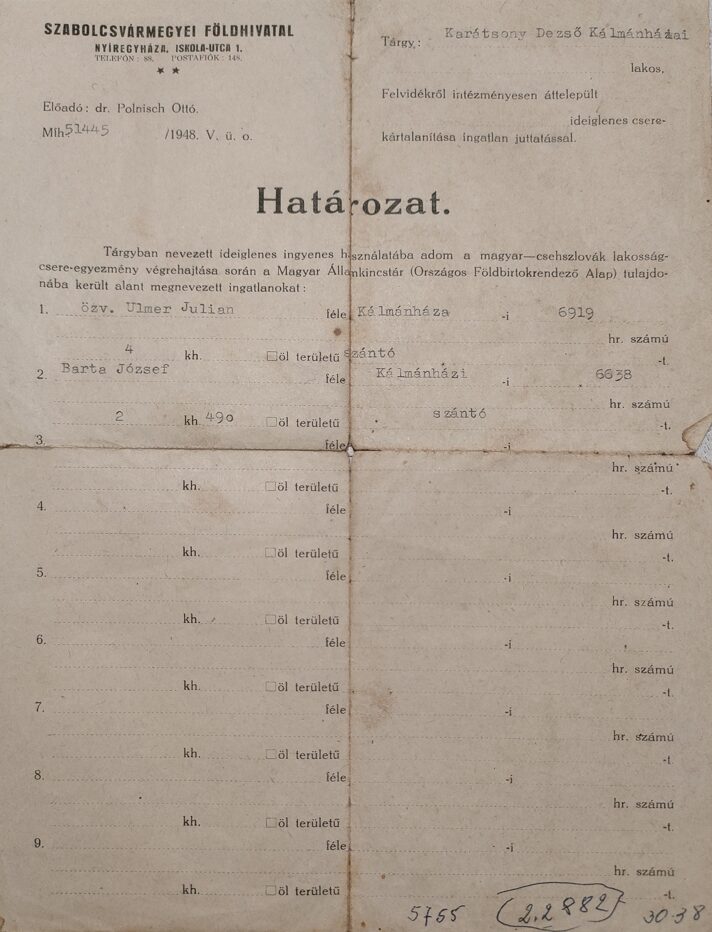 SZABOLCSVÁRMEGYEI FÖLDHIVATAL
NYÍREGYHÁZA, ISKOLA-UTCA 1.
TELEFÓN: 88. POSTAFIÓK: 148.
Előadó: dr. Polnisch Ottó.
Mih. 51445 /1948. V. ü. o.
Tárgy: Karátsony Dezső Kálmánházai
lakos,
Felvidékről intézményesen áttelepült
ideiglenes csere-
kártalanítása ingatlan juttatással.
Határozat.
Tárgyban nevezett ideiglenes ingyenes használatába adom a magyar—csehszlovák lakosság-
csere-egyezmény végrehajtása során a Magyar Államkincstár (Országos Földbirtokrendező Alap) tulajdo-
nába került alant megnevezett ingatlanokat:
1. özv. Ulmer Julian féle Kálmánháza -i 6919
hr. számú
4 kh. □öl területű szántó -t.
2. Barta József féle Kálmánházi -i 6638
hr. számú
2 kh. 490 □öl területű szántó -t.
3. féle -i
hr. számú
kh. □öl területű -t.
4. féle -i
hr. számú
kh. □öl területű -t.
5. féle -i
hr. számú
kh. □öl területű -t.
6. féle -i
hr. számú
kh. □öl területű -t.
7. féle -i
hr. számú
kh. □öl területű -t.
8. féle -i
hr. számú
kh. □öl területű -t.
9. féle -i
hr. számú
kh. □öl területű -t.
5755 2.2882 30-38